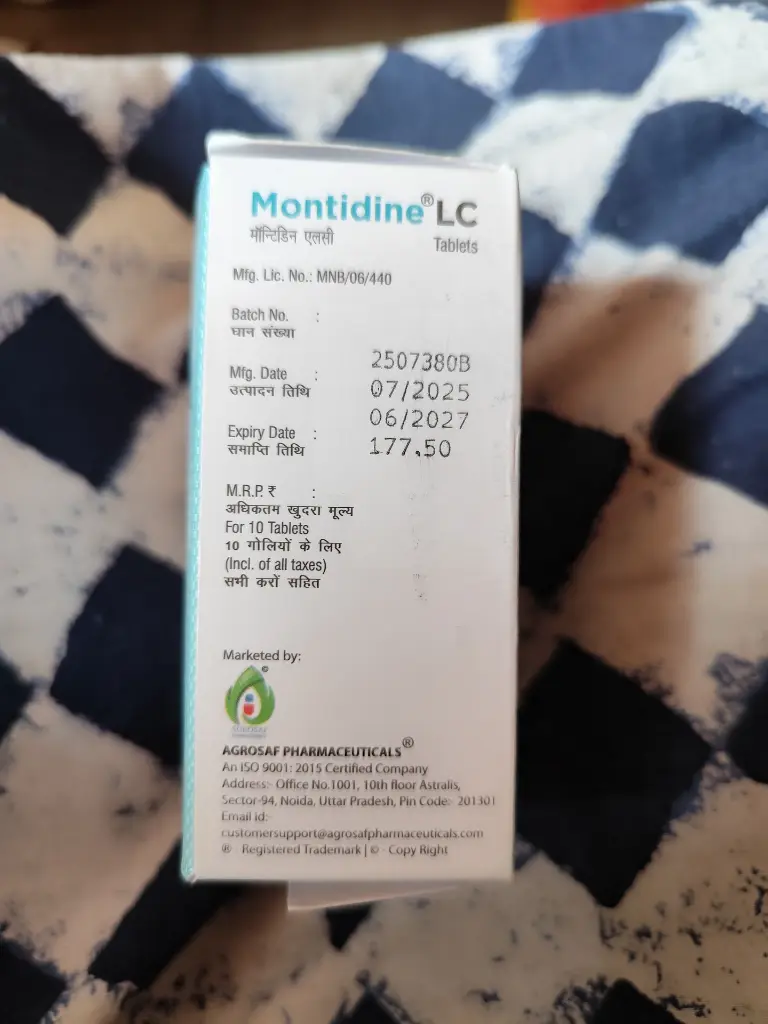 Montidine® LC
मॉन्टिडिन एलसी
Tablets
Mfg. Lic. No.: MNB/06/440
Batch No. :
घान संख्या
2507380B
Mfg. Date :
उत्पादन तिथि
07/2025
06/2027
Expiry Date :
समाप्ति तिथि
177.50
M.R.P. ₹ :
अधिकतम खुदरा मूल्य
For 10 Tablets
10 गोलियों के लिए
(Incl. of all taxes)
सभी करों सहित
Marketed by:
©
AGROSAF PHARMACEUTICALS®
An ISO 9001: 2015 Certified Company
Address:- Office No.1001, 10th floor Astralis,
Sector-94, Noida, Uttar Pradesh, Pin Code:- 201301
Email id:-
customersupport@agrosafpharmaceuticals.com
® Registered Trademark | © - Copy Right